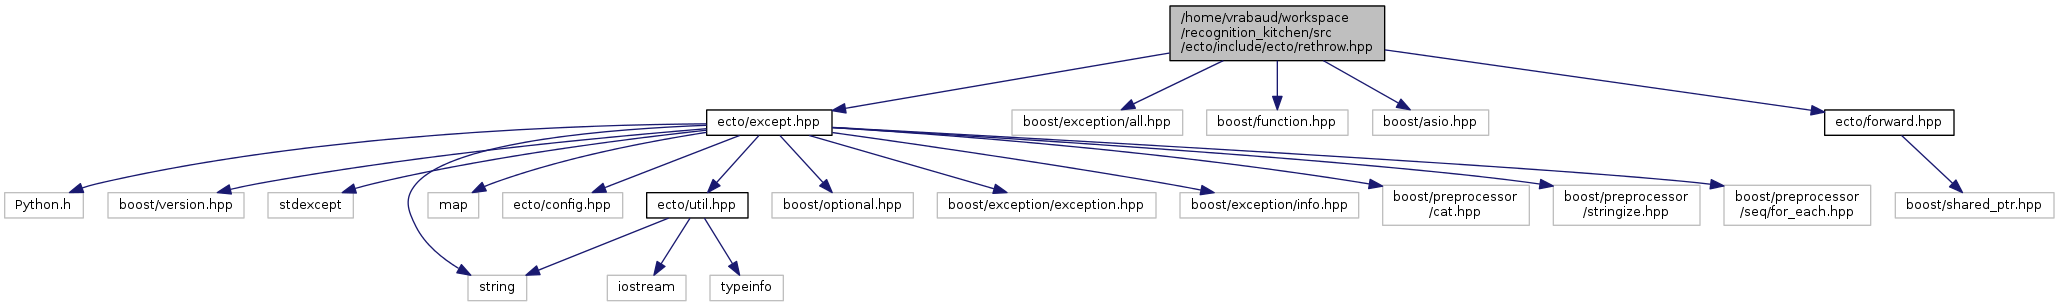 /home/vrabaud/workspace
/recognition_kitchen/src
/ecto/include/ecto/rethrow.hpp
ecto/except.hpp
boost/exception/all.hpp
boost/function.hpp
boost/asio.hpp
ecto/forward.hpp
Python.h
boost/version.hpp
stdexcept
map
ecto/config.hpp
ecto/util.hpp
boost/optional.hpp
boost/exception/exception.hpp
boost/exception/info.hpp
boost/preprocessor
/cat.hpp
boost/preprocessor
/stringize.hpp
boost/preprocessor
/seq/for_each.hpp
boost/shared_ptr.hpp
string
iostream
typeinfo